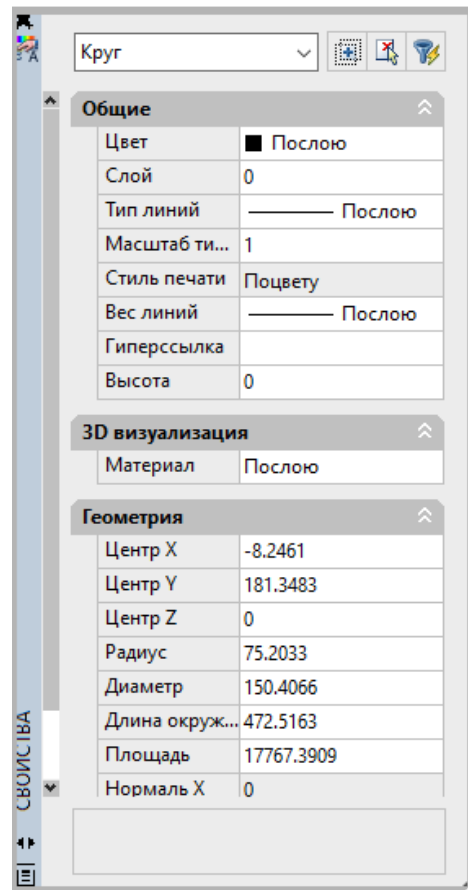 Круг
Общие
Цвет Послою
Слой 0
Тип линий Послою
Масштаб ти... 1
Стиль печати Поцвету
Вес линий Послою
Гиперссылка
Высота 0
3D визуализация
Материал Послою
Геометрия
Центр X -8.2461
Центр Y 181.3483
Центр Z 0
Радиус 75.2033
Диаметр 150.4066
Длина окруж... 472.5163
Площадь 17767.3909
Нормаль X 0
СВОЙСТВА